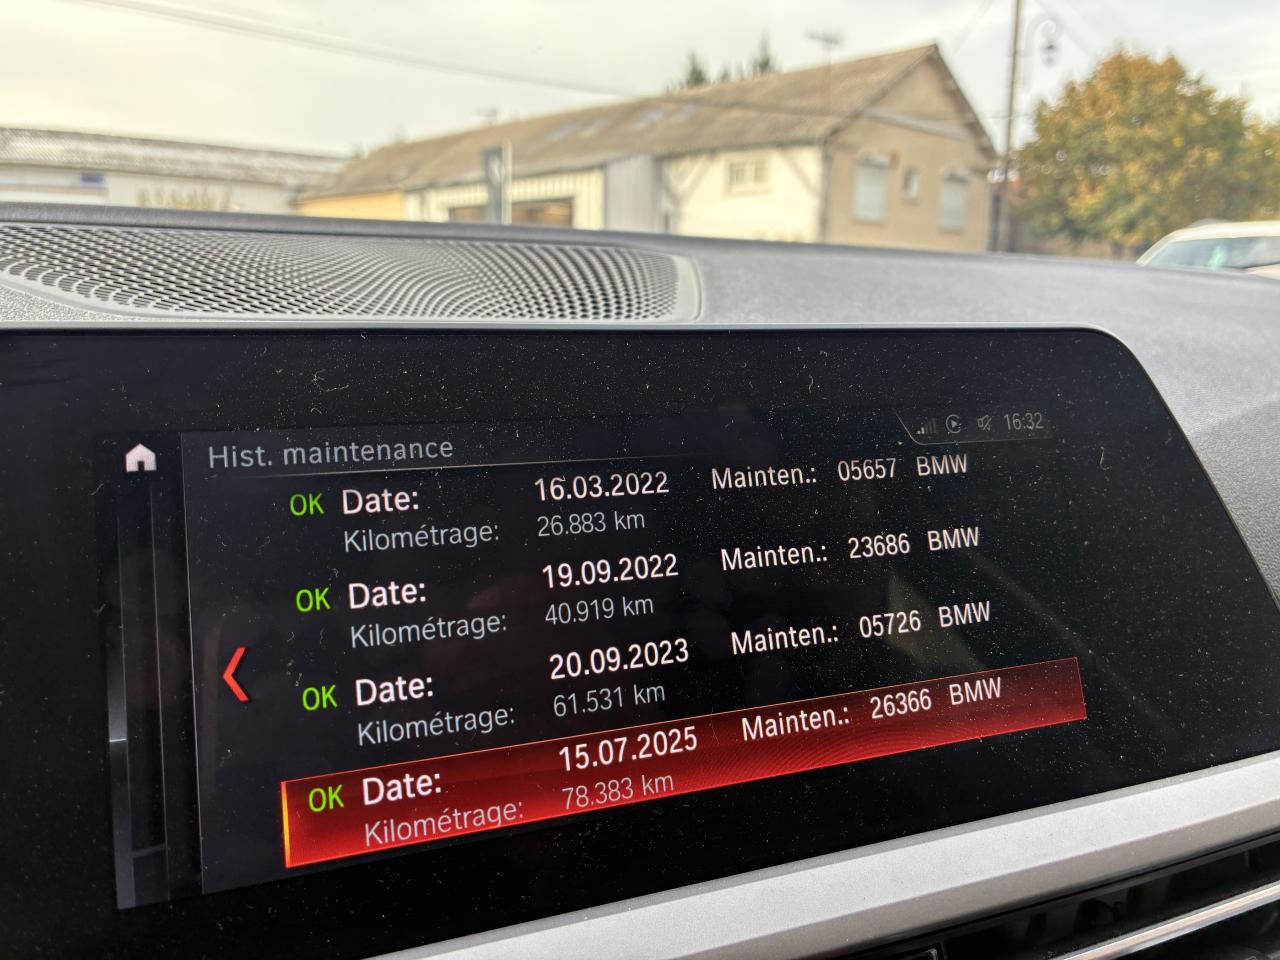 16:32
Hist. maintenance
OK Date: 16.03.2022 Mainten.: 05657 BMW
Kilométrage: 26.883 km
OK Date: 19.09.2022 Mainten.: 23686 BMW
Kilométrage: 40.919 km
OK Date: 20.09.2023 Mainten.: 05726 BMW
Kilométrage: 61.531 km
OK Date: 15.07.2025 Mainten.: 26366 BMW
Kilométrage: 78.383 km